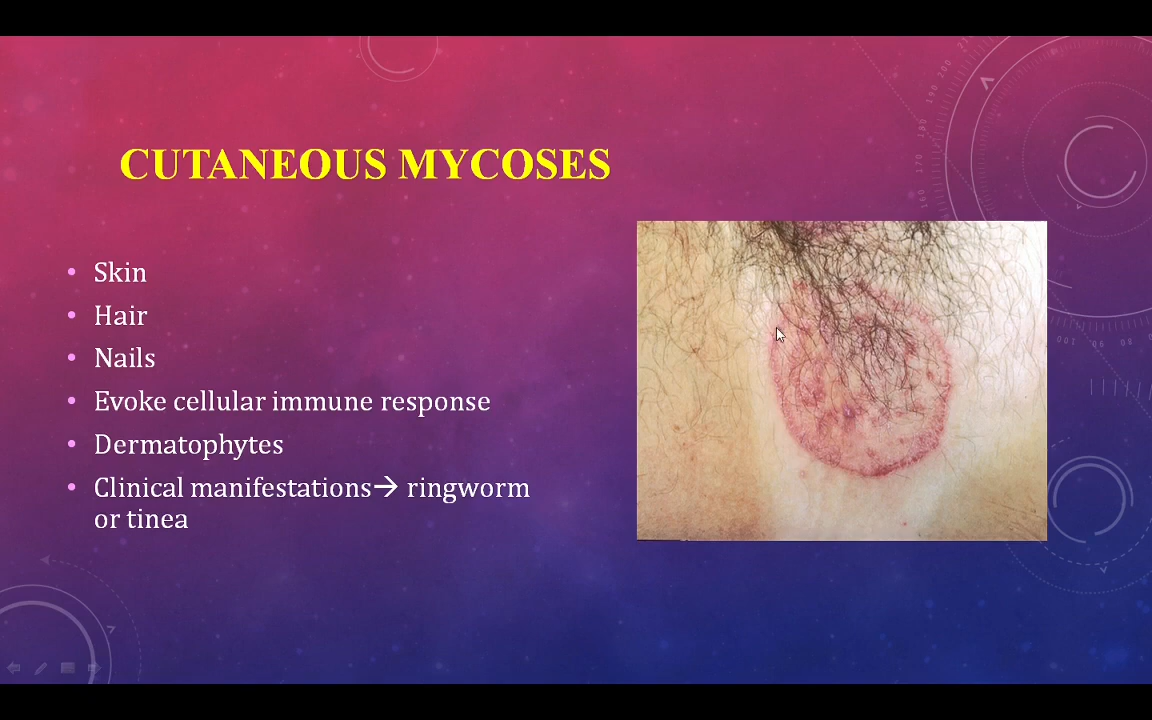 CUTANEOUS MYCOSES
• Skin
• Hair
• Nails
• Evoke cellular immune response
• Dermatophytes
• Clinical manifestations→ ringworm
or tinea